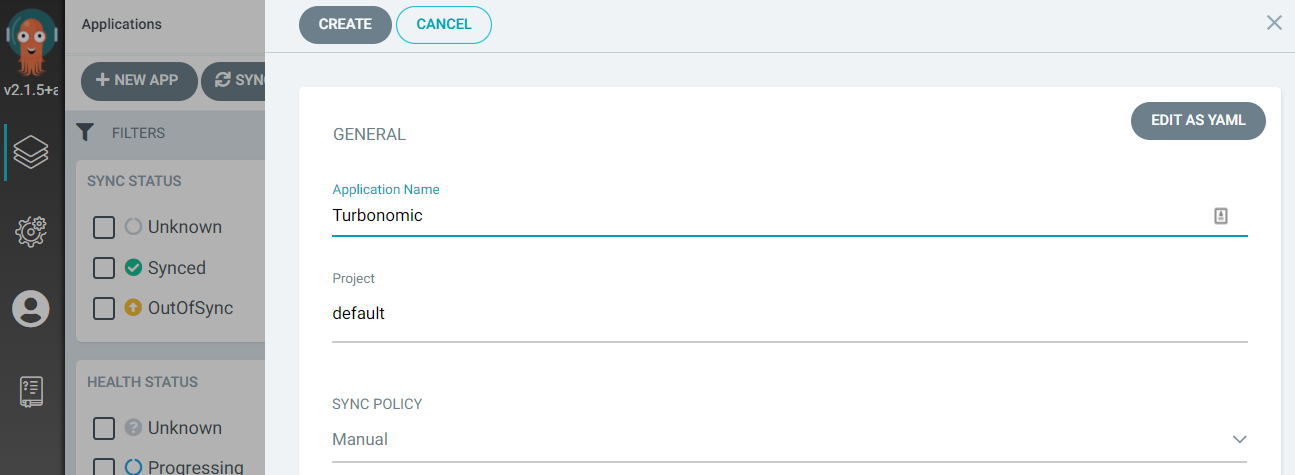 v2.1.5+a
Applications
NEW APP
SYNC
FILTERS
SYNC STATUS
Unknown
Synced
OutOfSync
HEALTH STATUS
Unknown
Progressing
CREATE
CANCEL
GENERAL
EDIT AS YAML
Application Name
Turbonomic
Project
default
SYNC POLICY
Manual